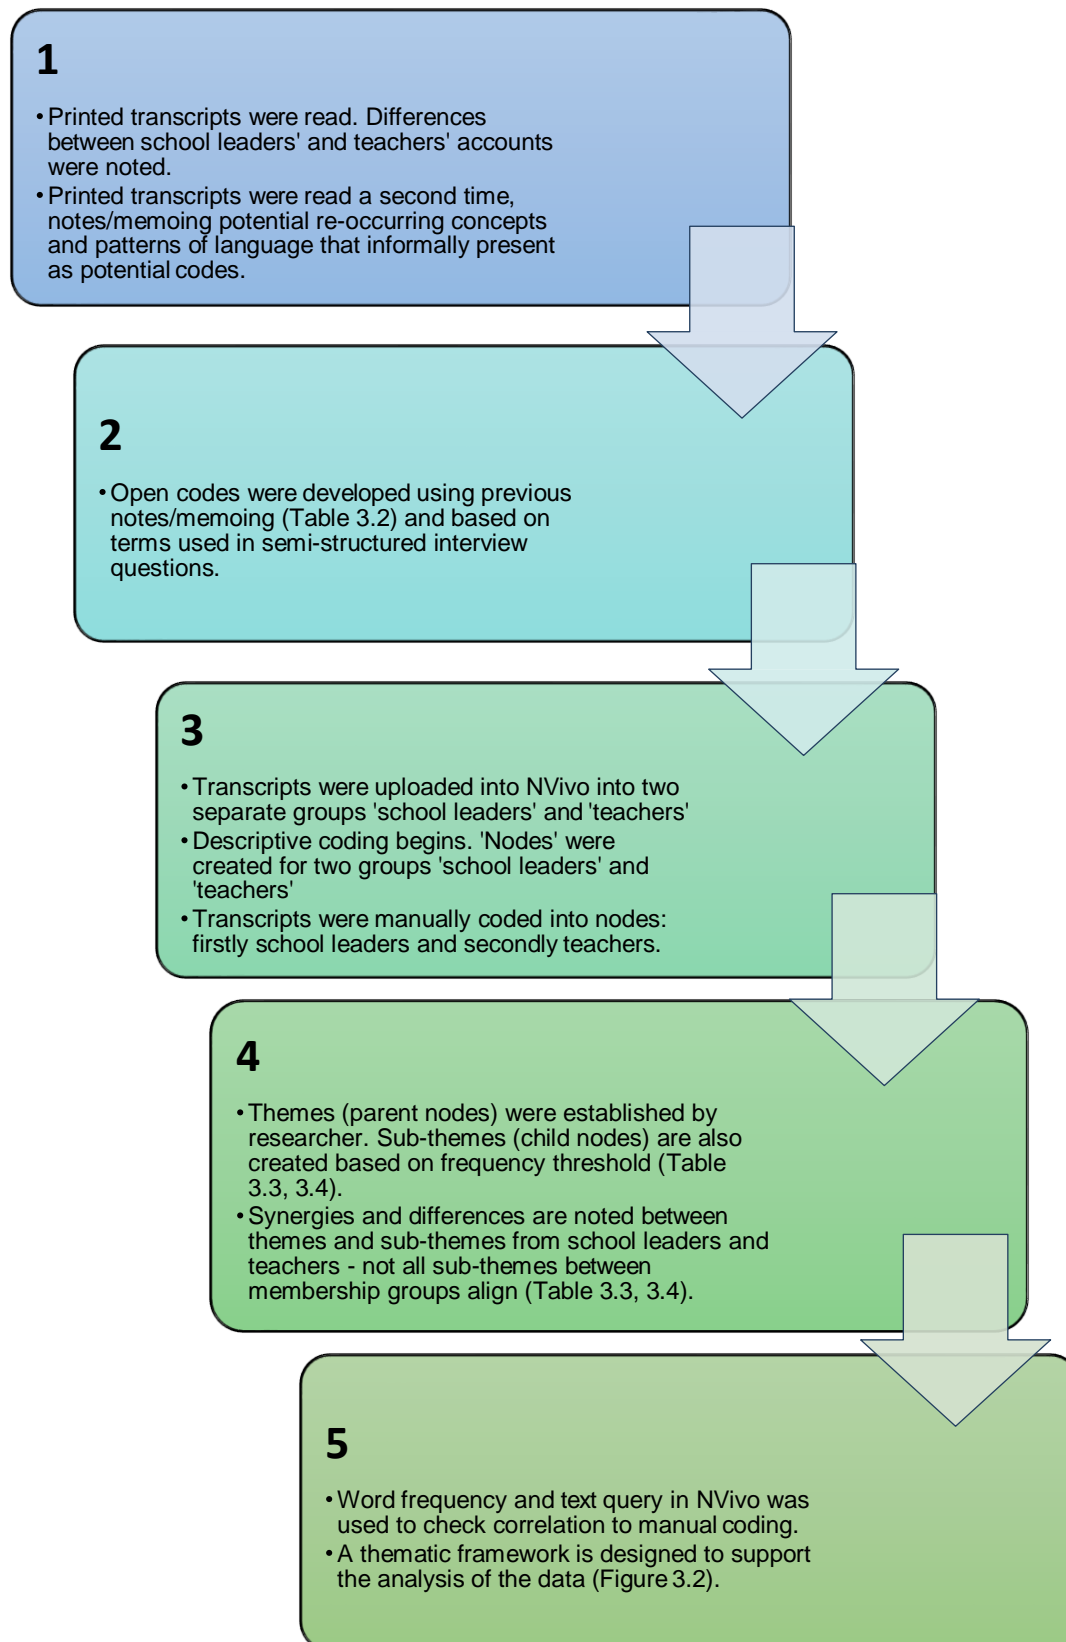 1
• Printed transcripts were read. Differences
between school leaders' and teachers' accounts
were noted.
• Printed transcripts were read a second time,
notes/memoing potential re-occurring concepts
and patterns of language that informally present
as potential codes.
2
• Open codes were developed using previous
notes/memoing (Table 3.2) and based on
terms used in semi-structured interview
questions.
3
• Transcripts were uploaded into NVivo into two
separate groups 'school leaders' and 'teachers'
• Descriptive coding begins. 'Nodes' were
created for two groups 'school leaders' and
'teachers'
• Transcripts were manually coded into nodes:
firstly school leaders and secondly teachers.
4
• Themes (parent nodes) were established by
researcher. Sub-themes (child nodes) are also
created based on frequency threshold (Table
3.3, 3.4).
• Synergies and differences are noted between
themes and sub-themes from school leaders and
teachers - not all sub-themes between
membership groups align (Table 3.3, 3.4).
5
• Word frequency and text query in NVivo was
used to check correlation to manual coding.
• A thematic framework is designed to support
the analysis of the data (Figure 3.2).